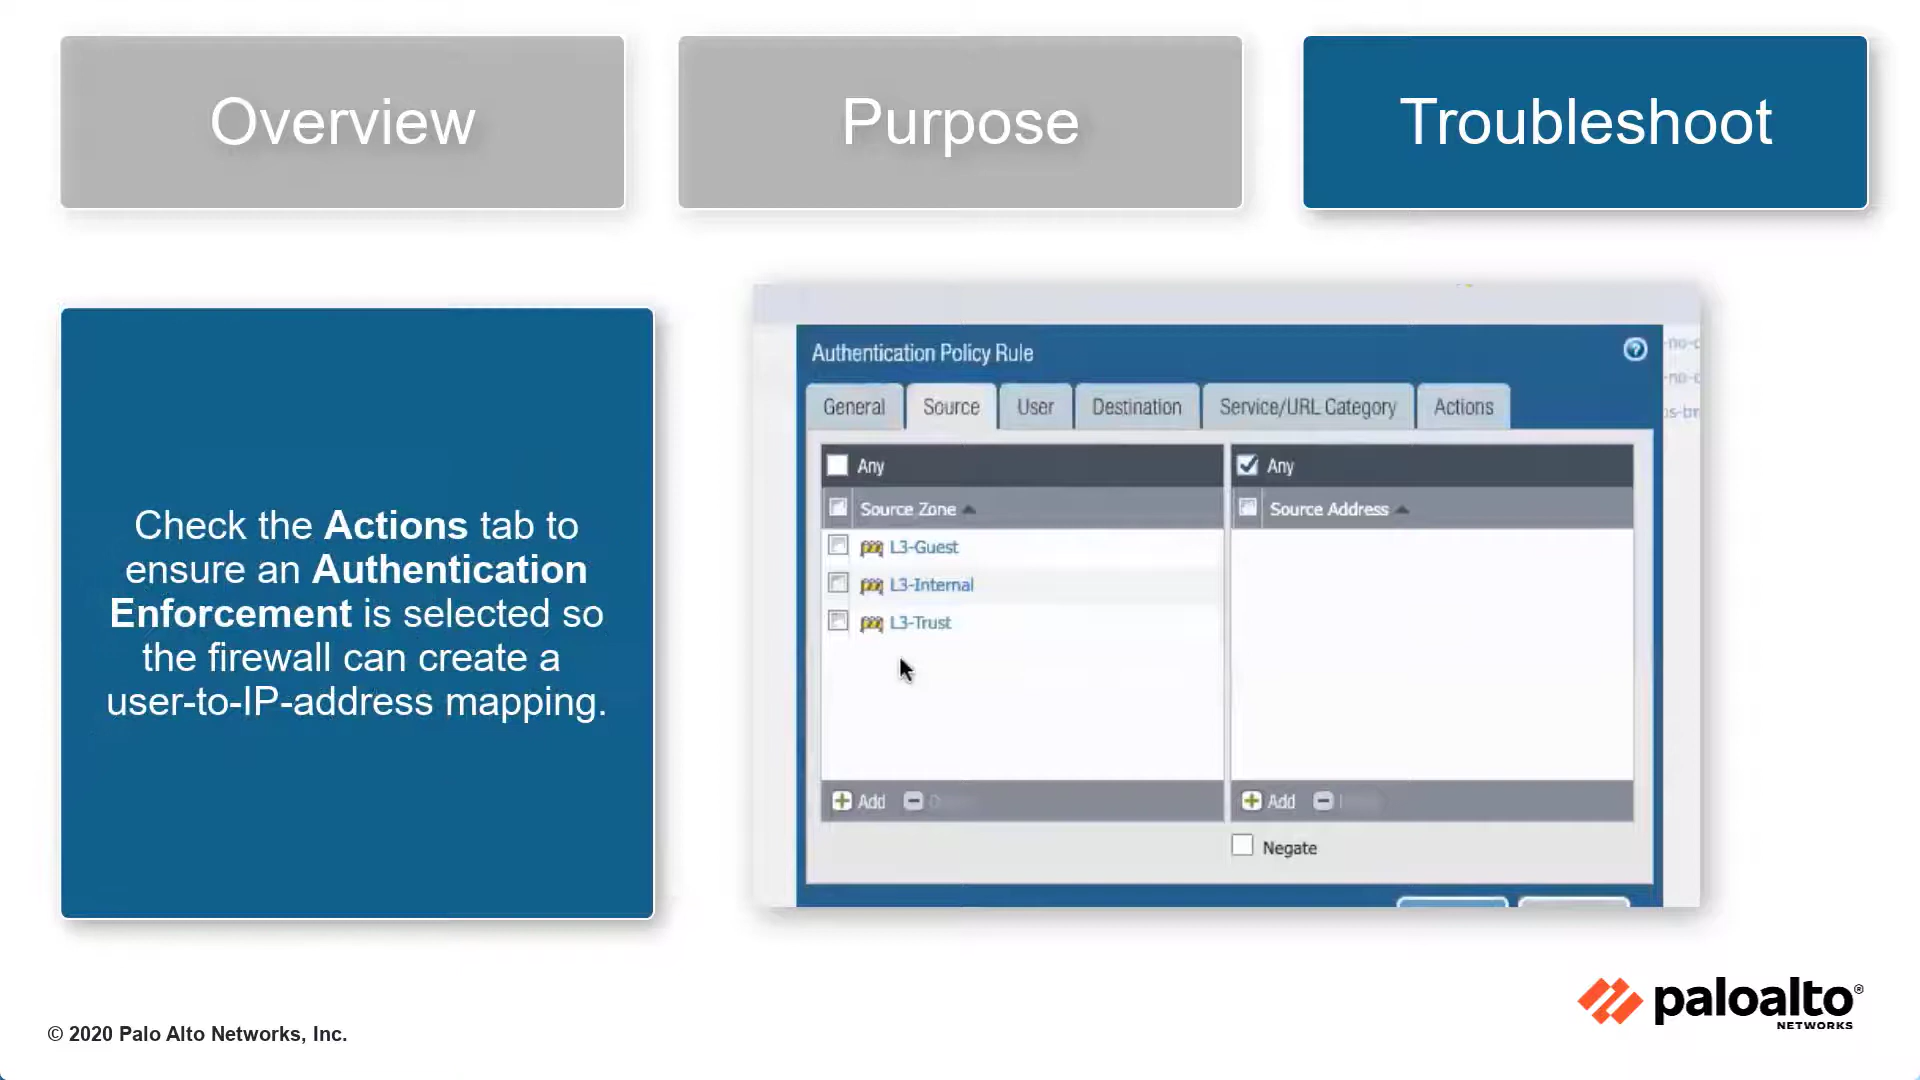 Overview
Purpose
Troubleshoot
Check the Actions tab to
ensure an Authentication
Enforcement is selected so
the firewall can create a
user-to-IP-address mapping.
Authentication Policy Rule
General
Source
User
Destination
Service/URL Category
Actions
Any
Source Zone
L3-Guest
L3-Internal
L3-Trust
Add
Any
Source Address
Add
Negate
-no-c
-no-c
© 2020 Palo Alto Networks, Inc.
paloalto®
NETWORKS